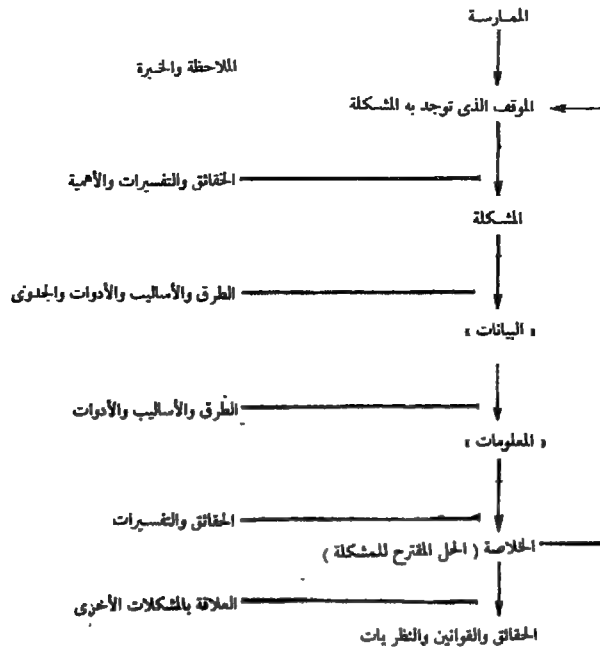 الممارسة
الملاحظة والخبرة
الموقف الذى توجد به المشكلة
الحقائق والتفسيرات والأهمية
المشكلة
الطرق والأساليب والأدوات والجدوى
« البيانات »
الطرق والأساليب والأدوات
« المعلومات »
الحقائق والتفسيرات
الخلاصة ( الحل المقترح للمشكلة )
العلاقة بالمشكلات الأخرى
الحقائق والقوانين والنظريات